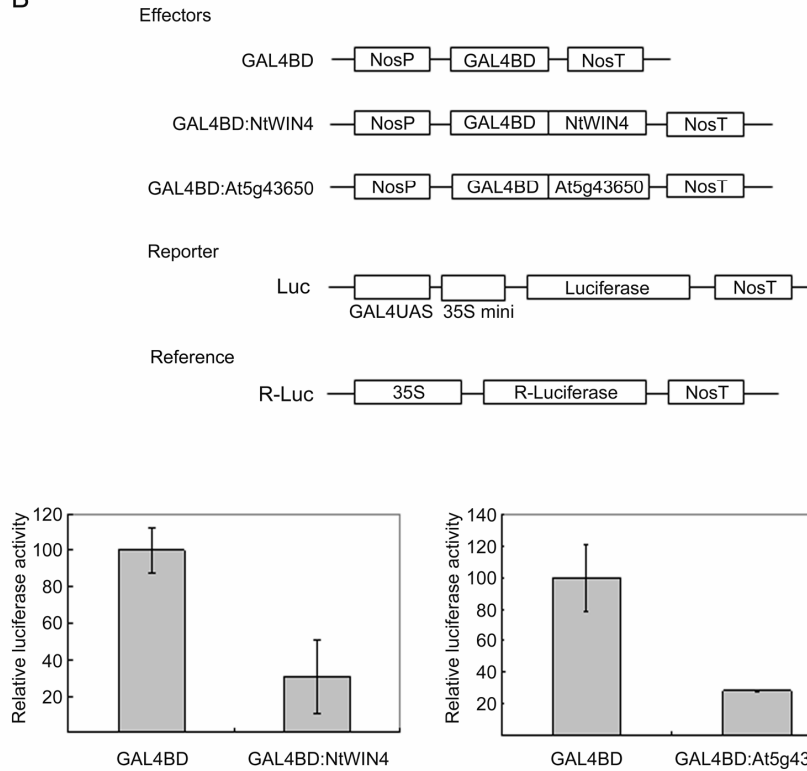 B
Effectors
GAL4BD NosP GAL4BD NosT
GAL4BD:NtWIN4 NosP GAL4BD NtWIN4 NosT
GAL4BD:At5g43650 NosP GAL4BD At5g43650 NosT
Reporter
Luc Luciferase NosT
GAL4UAS 35S mini
Reference
R-Luc 35S R-Luciferase NosT
Relative luciferase activity
120
100
80
60
40
20
GAL4BD GAL4BD:NtWIN4
Relative luciferase activity
140
120
100
80
60
40
20
GAL4BD GAL4BD:At5g43